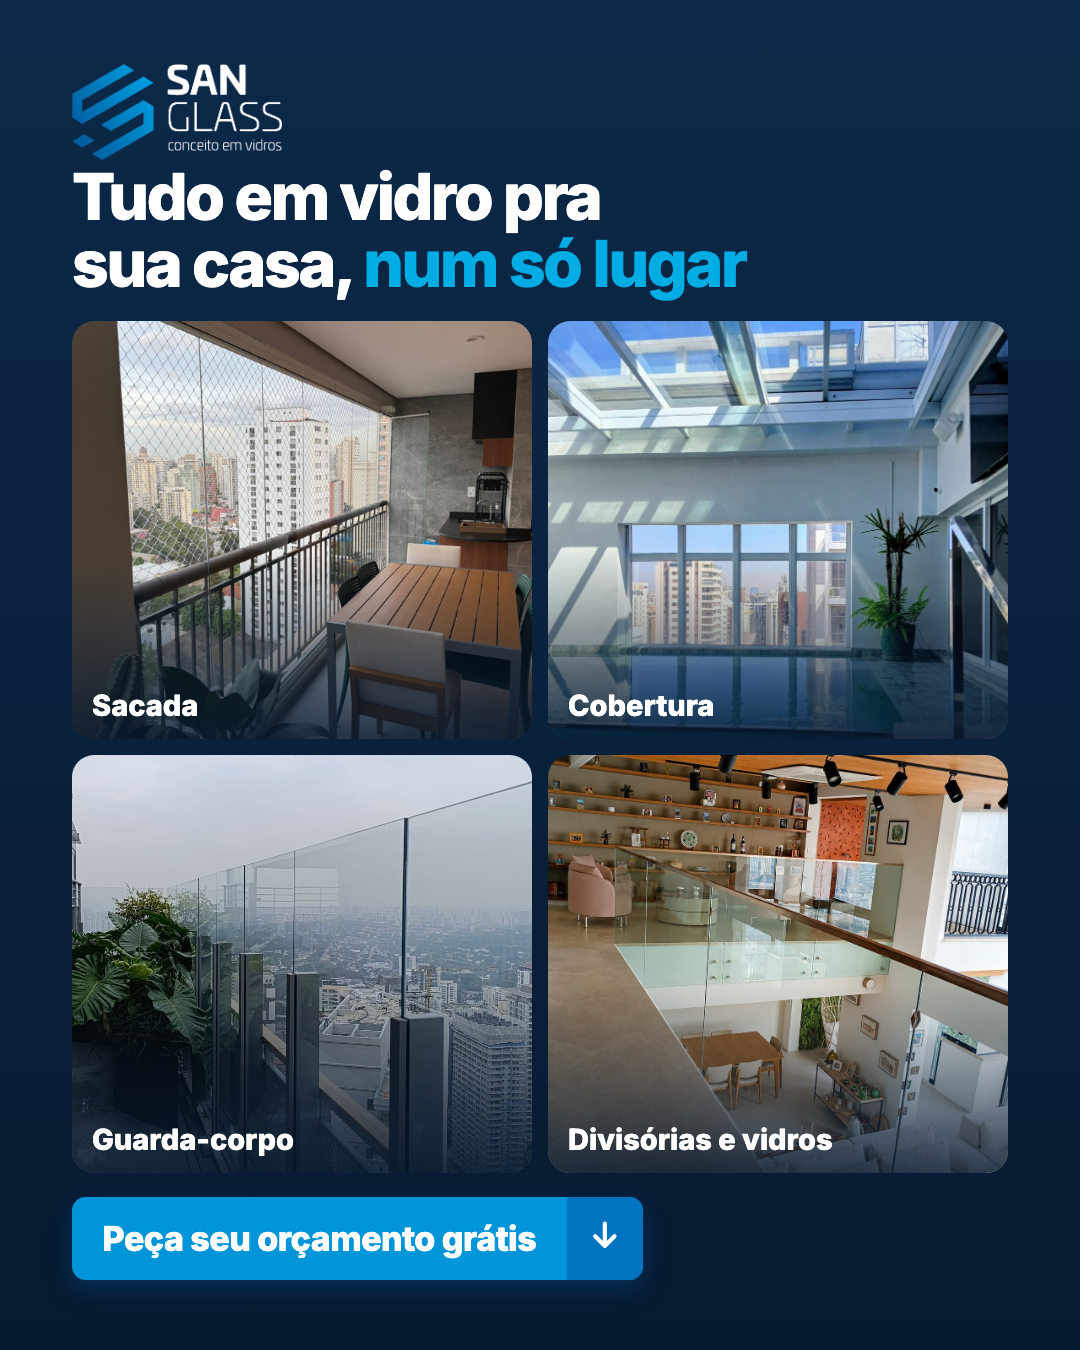 SAN
GLASS
conceito em vidros
Tudo em vidro pra
sua casa, num só lugar
Sacada
Cobertura
Guarda-corpo
Divisórias e vidros
Peça seu orçamento grátis